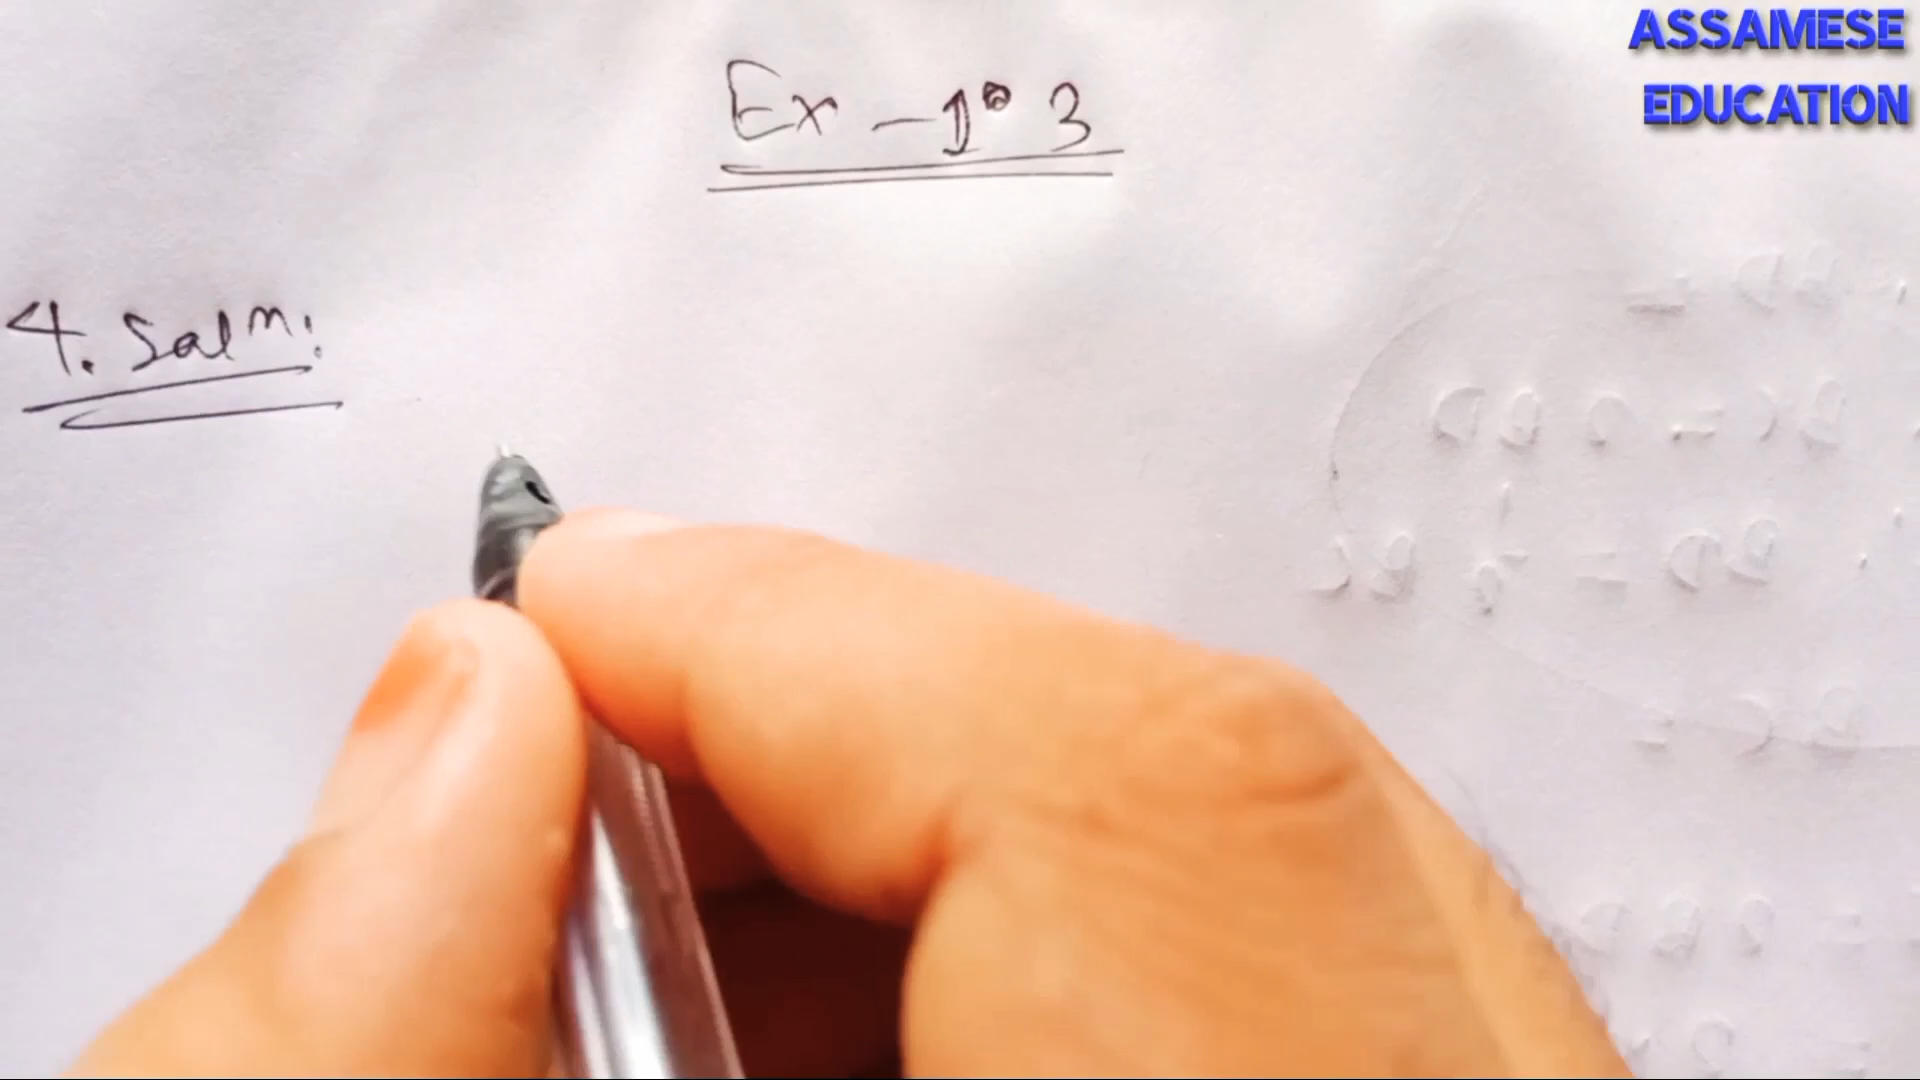 ASSAMESE
EDUCATION
Ex - 1.3
4. Solⁿ: